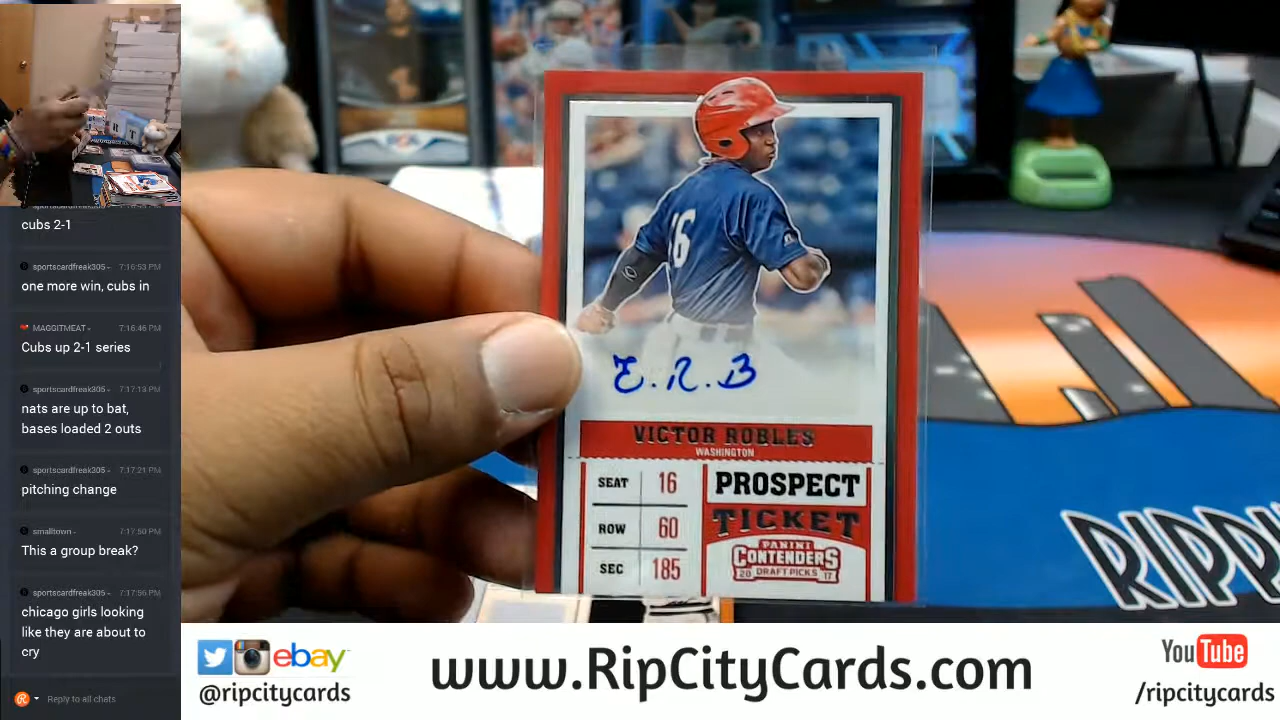 sportscardfreak305 -
cubs 2-1
sportscardfreak305 - 7:16:53 PM
one more win, cubs in
MAGGITMEAT - 7:16:46 PM
Cubs up 2-1 series
sportscardfreak305 - 7:17:13 PM
nats are up to bat,
bases loaded 2 outs
sportscardfreak305 - 7:17:21 PM
pitching change
smalltown - 7:17:50 PM
This a group break?
sportscardfreak305 - 7:17:56 PM
chicago girls looking
like they are about to
cry
Reply to all chats
16
E.R.B
VICTOR ROBLES
WASHINGTON
SEAT 16
ROW 60
SEC 185
PROSPECT
TICKET
PANINI
CONTENDERS
20 DRAFT PICKS 17
RIPP
ebay
@ripcitycards
www.RipCityCards.com
YouTube
/ripcitycards